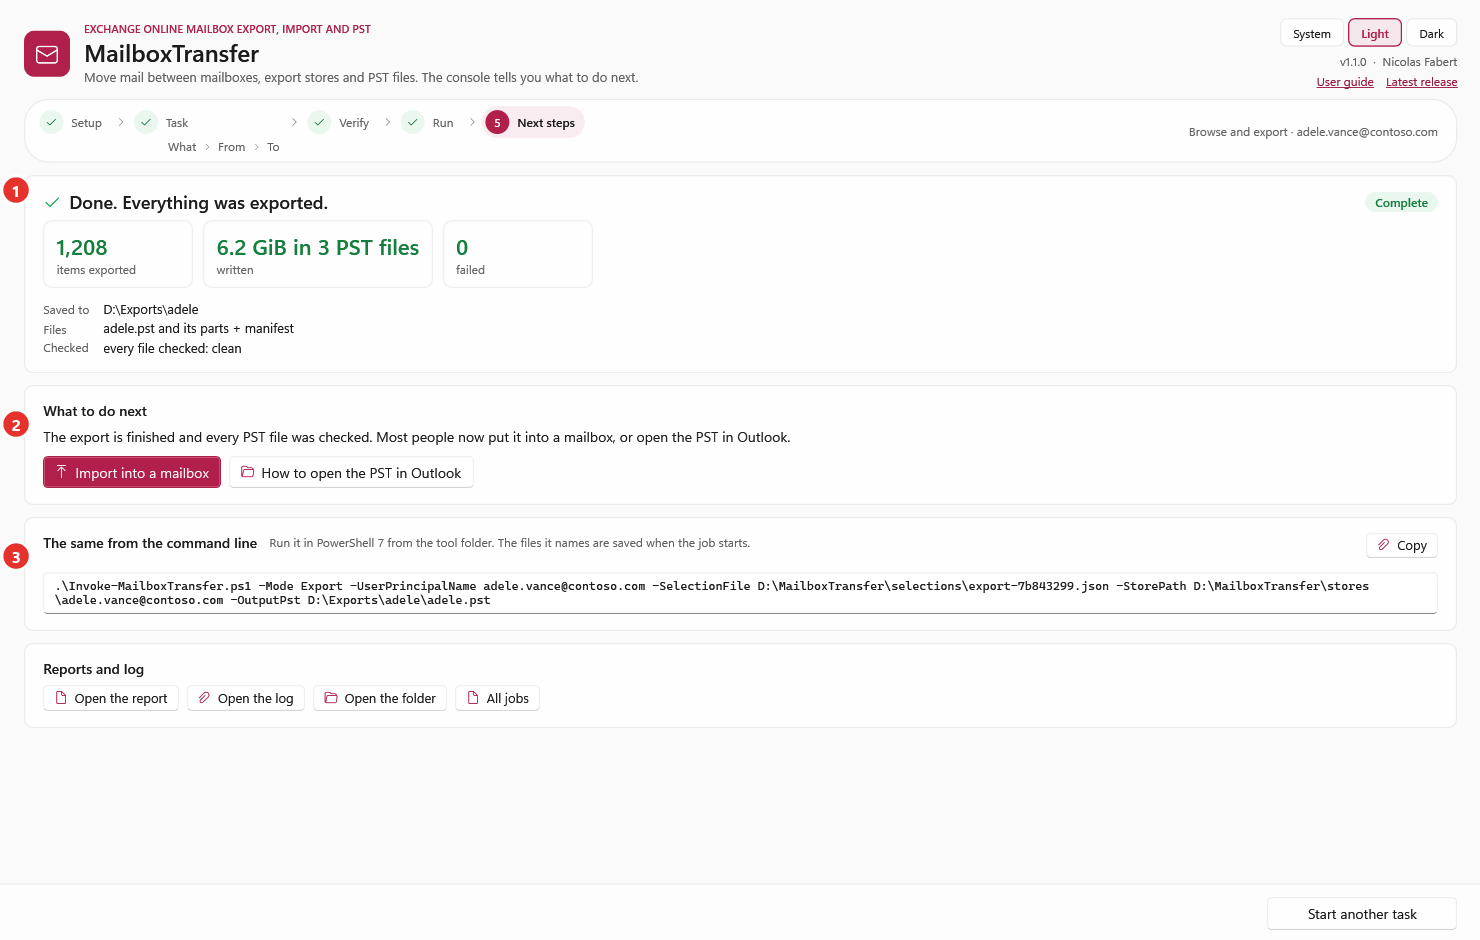 EXCHANGE ONLINE MAILBOX EXPORT, IMPORT AND PST
MailboxTransfer
Move mail between mailboxes, export stores and PST files. The console tells you what to do next.
System
Light
Dark
v1.1.0 · Nicolas Fabert
User guide
Latest release
Setup
Task
Verify
Run
5
Next steps
What
From
To
Browse and export · adele.vance@contoso.com
1
Done. Everything was exported.
Complete
1,208
items exported
6.2 GiB in 3 PST files
written
0
failed
Saved to D:\Exports\adele
Files adele.pst and its parts + manifest
Checked every file checked: clean
2
What to do next
The export is finished and every PST file was checked. Most people now put it into a mailbox, or open the PST in Outlook.
Import into a mailbox
How to open the PST in Outlook
3
The same from the command line
Run it in PowerShell 7 from the tool folder. The files it names are saved when the job starts.
Copy
.\Invoke-MailboxTransfer.ps1 -Mode Export -UserPrincipalName adele.vance@contoso.com -SelectionFile D:\MailboxTransfer\selections\export-7b843299.json -StorePath D:\MailboxTransfer\stores
\adele.vance@contoso.com -OutputPst D:\Exports\adele\adele.pst
Reports and log
Open the report
Open the log
Open the folder
All jobs
Start another task